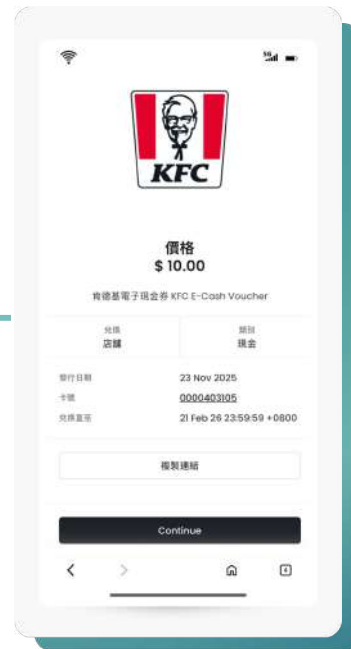 5G
KFC
價格
$ 10.00
肯德基電子現金券 KFC E-Cash Voucher
兌換
店舖
類別
現金
發行日期
23 Nov 2025
卡號
0000403105
兌換直至
21 Feb 26 23:59:59 +0800
複製連結
Continue